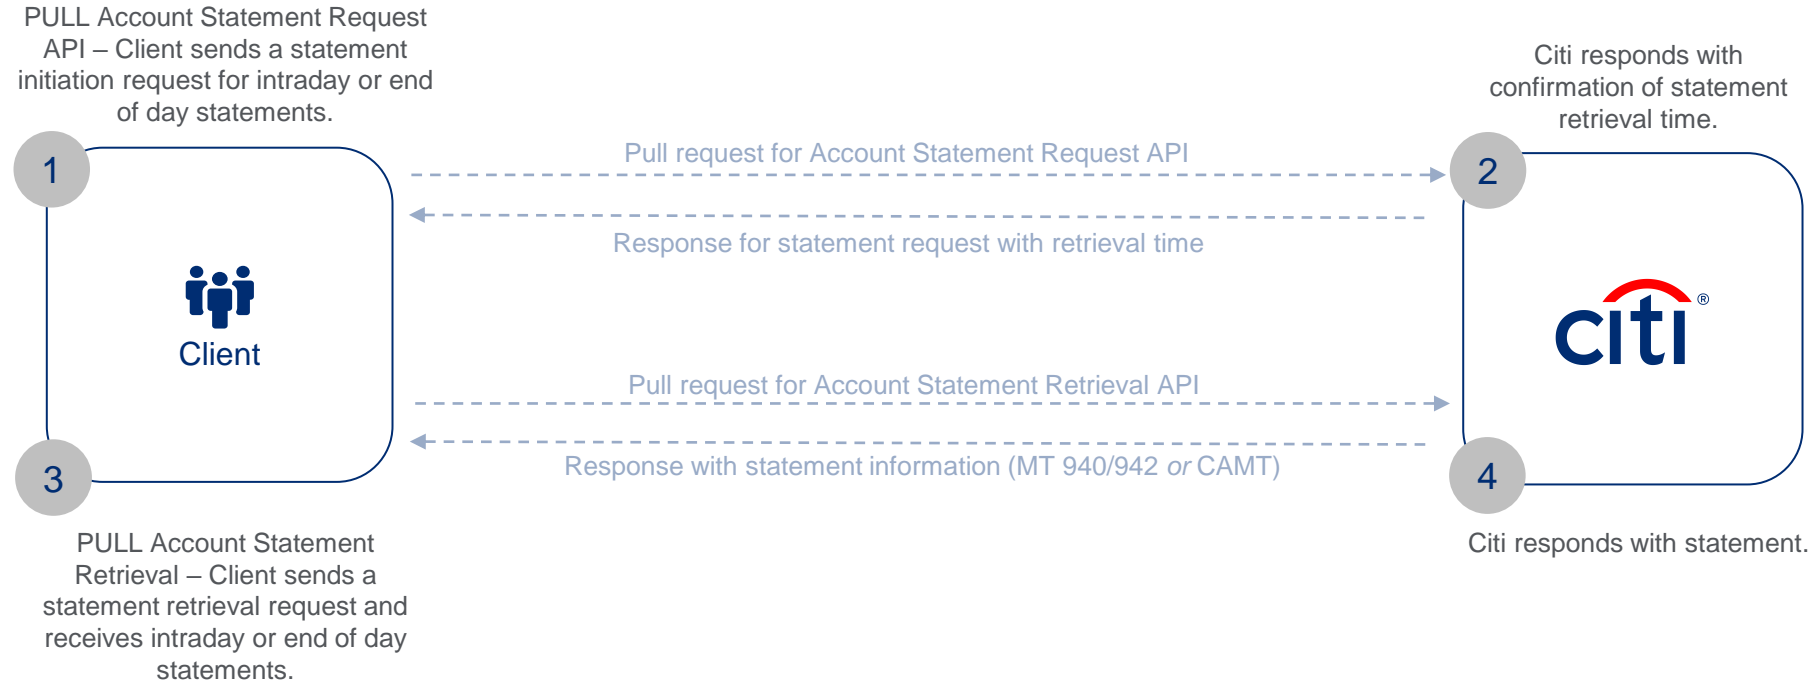 PULL Account Statement Request
API – Client sends a statement
initiation request for intraday or end
of day statements.
Citi responds with
confirmation of statement
retrieval time.
1
Pull request for Account Statement Request API
2
Response for statement request with retrieval time
Client
citi®
Pull request for Account Statement Retrieval API
Response with statement information (MT 940/942 or CAMT)
3
4
PULL Account Statement
Retrieval – Client sends a
statement retrieval request and
receives intraday or end of day
statements.
Citi responds with statement.